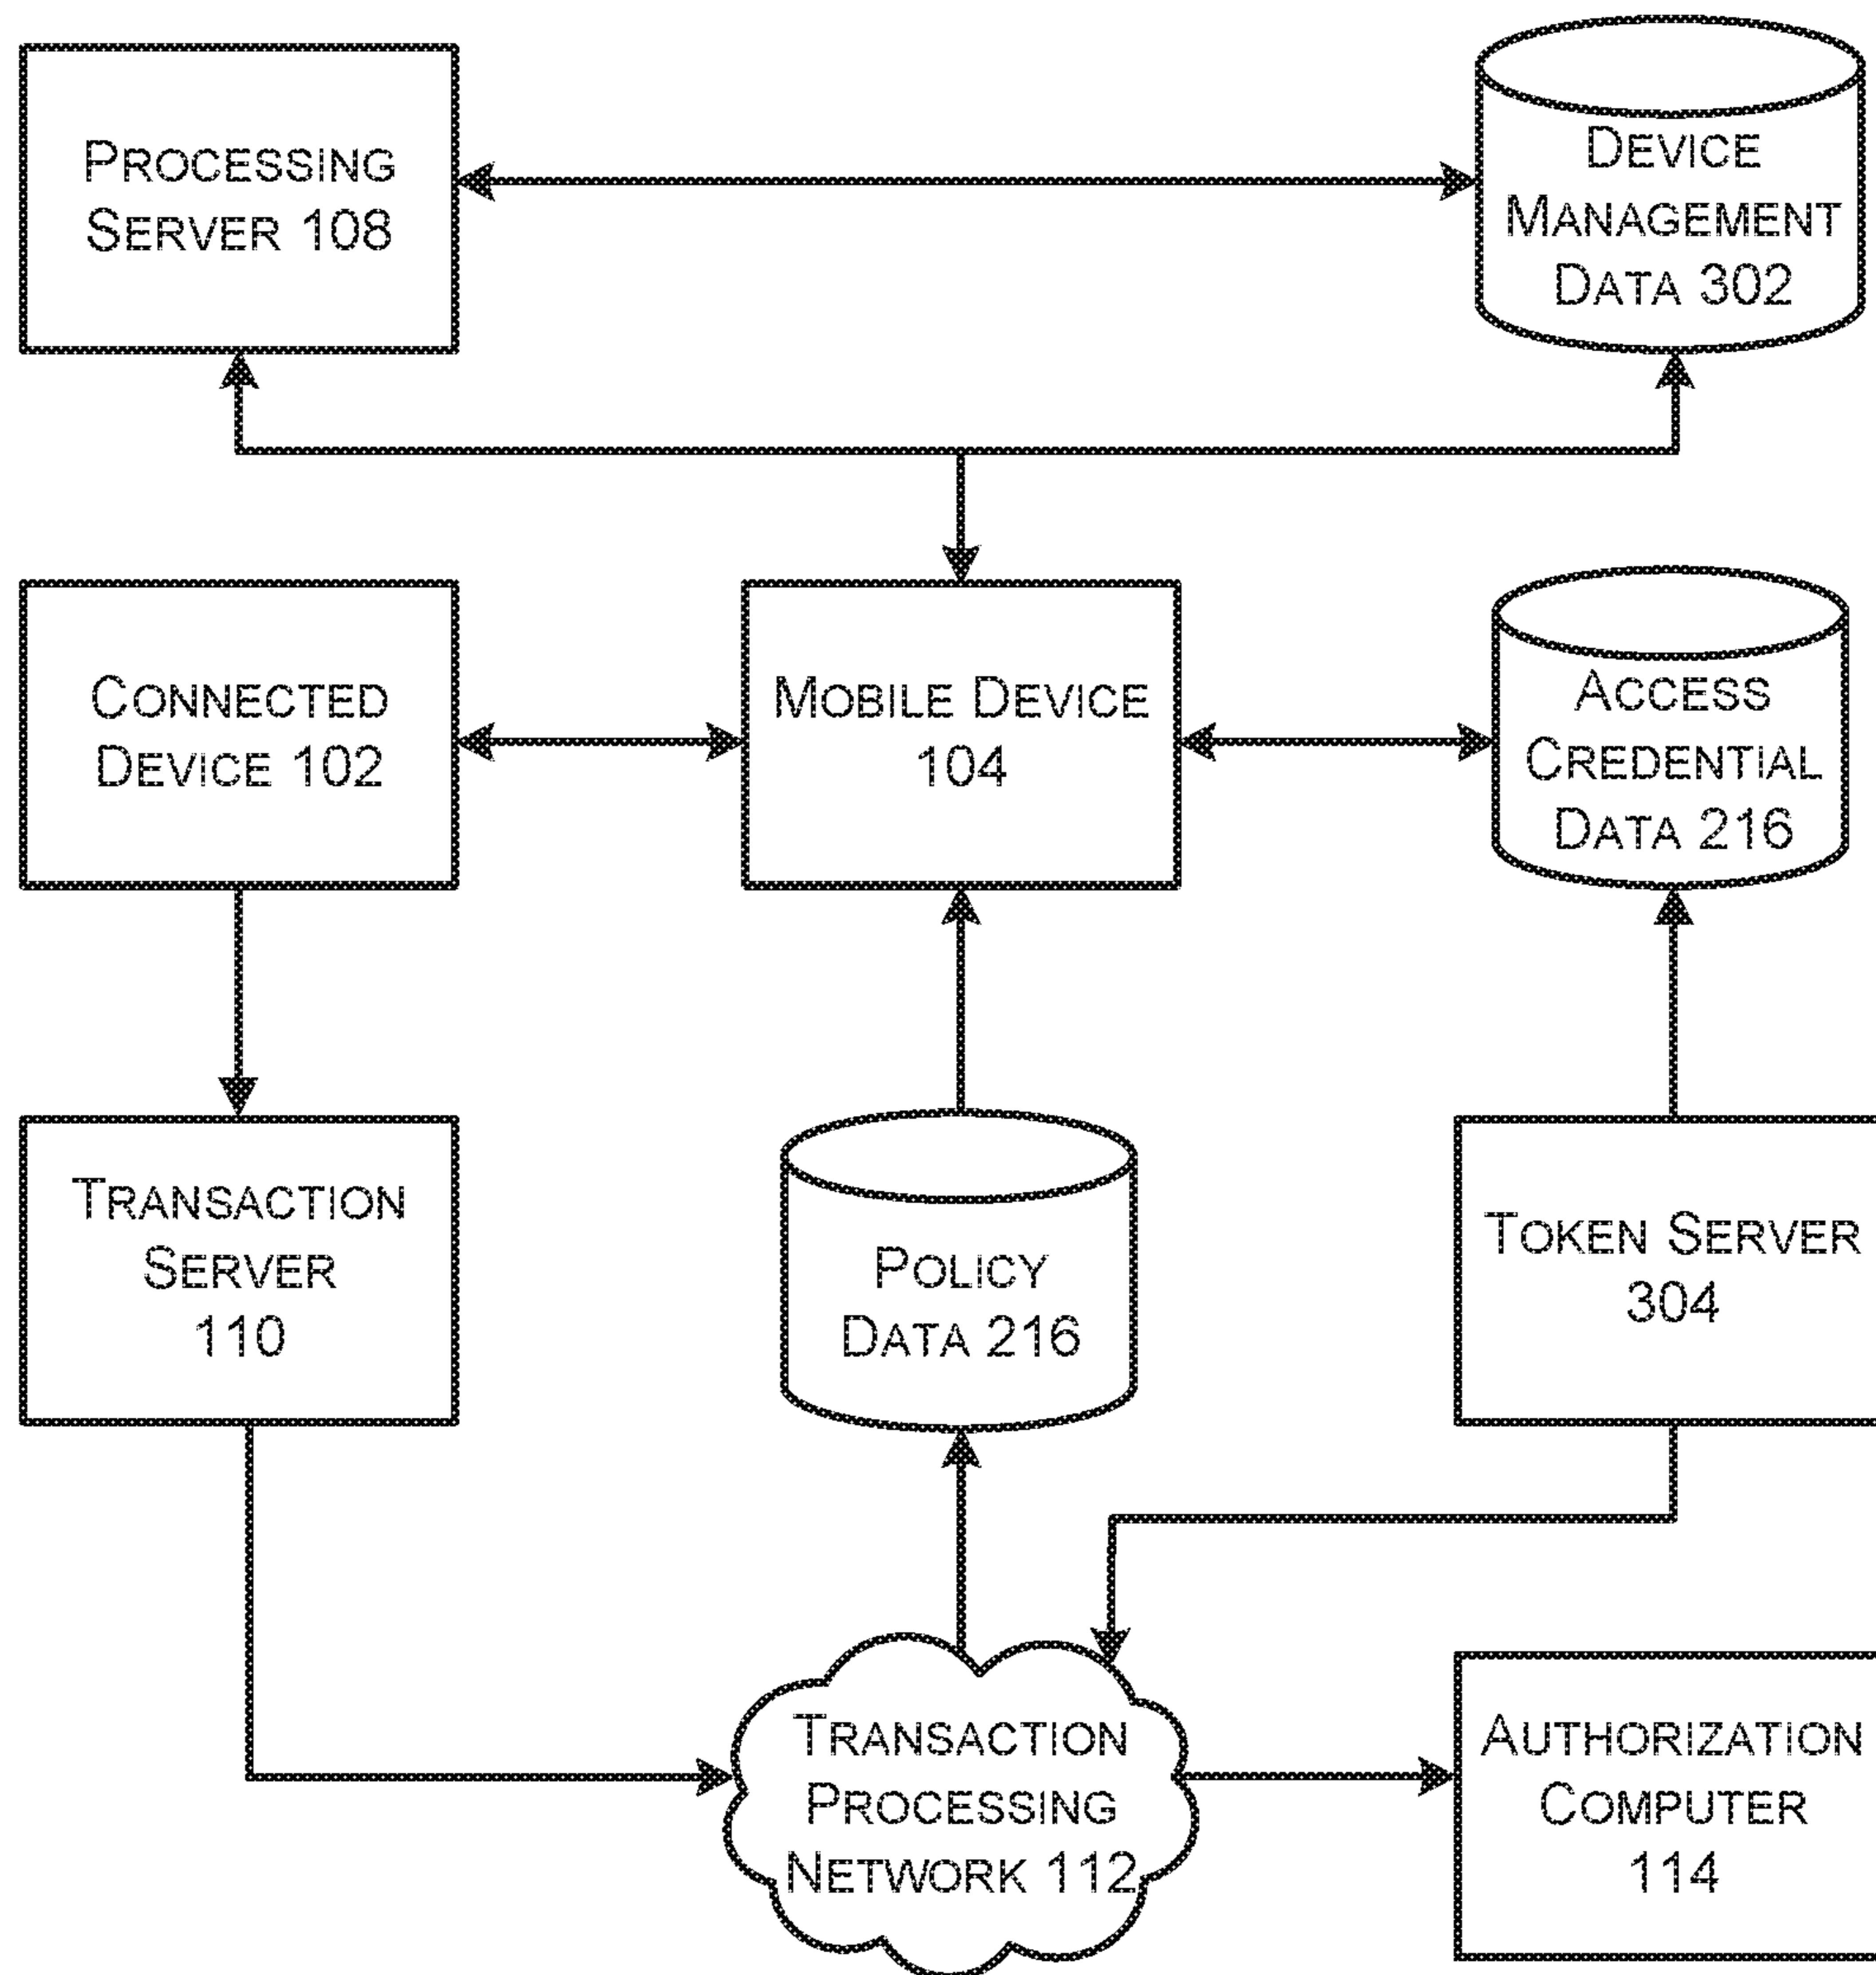 PROCESSING
SERVER 108
DEVICE
MANAGEMENT
DATA 302
CONNECTED
DEVICE 102
MOBILE DEVICE
104
ACCESS
CREDENTIAL
DATA 216
TRANSACTION
SERVER
110
POLICY
DATA 216
TOKEN SERVER
304
TRANSACTION
PROCESSING
NETWORK 112
AUTHORIZATION
COMPUTER
114